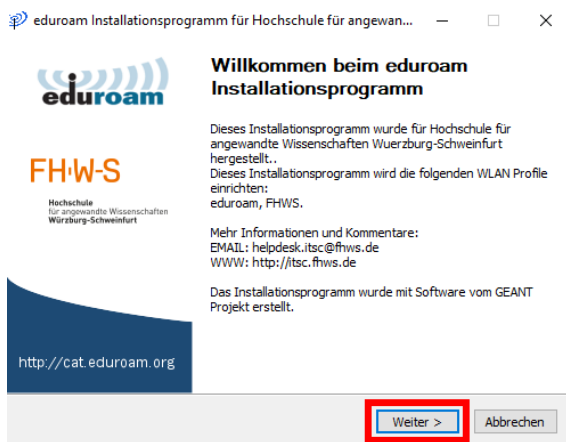 eduroam Installationsprogramm für Hochschule für angewan...
eduroam
Willkommen beim eduroam
Installationsprogramm
Dieses Installationsprogramm wurde für Hochschule für
angewandte Wissenschaften Wuerzburg-Schweinfurt
hergestellt..
Dieses Installationsprogramm wird die folgenden WLAN Profile
einrichten:
eduroam, FHWS.
FH·W-S
Hochschule
für angewandte Wissenschaften
Würzburg-Schweinfurt
Mehr Informationen und Kommentare:
EMAIL: helpdesk.itsc@fhws.de
WWW: http://itsc.fhws.de
Das Installationsprogramm wurde mit Software vom GEANT
Projekt erstellt.
http://cat.eduroam.org
Weiter >
Abbrechen